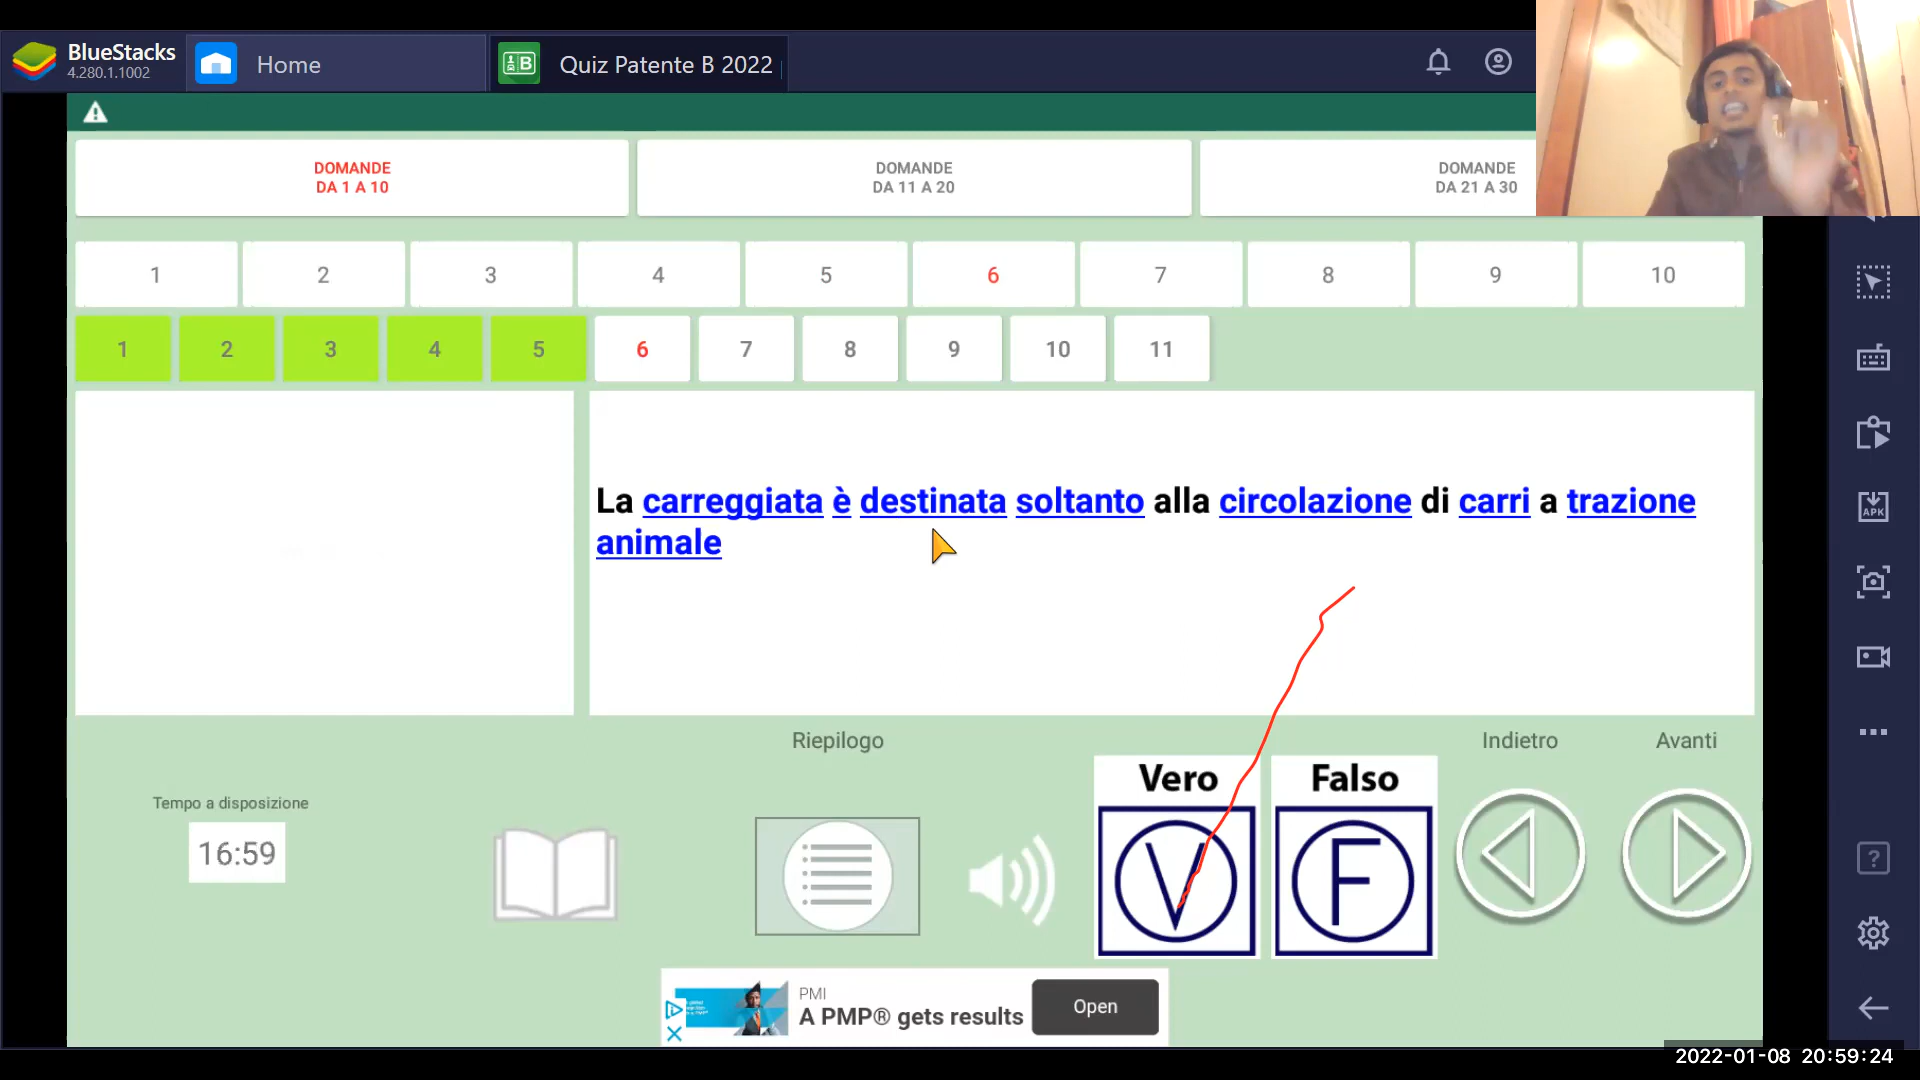 BlueStacks
4.280.1.1002
Home
B
Quiz Patente B 2022
DOMANDE
DA 1 A 10
DOMANDE
DA 11 A 20
DOMANDE
DA 21 A 30
1 2 3 4 5 6 7 8 9 10
1 2 3 4 5 6 7 8 9 10 11
La carreggiata è destinata soltanto alla circolazione di carri a trazione
animale
Riepilogo
Indietro
Avanti
Vero
Falso
V
F
Tempo a disposizione
16:59
PMI
A PMP® gets results
Open
APK
?
2022-01-08 20:59:24